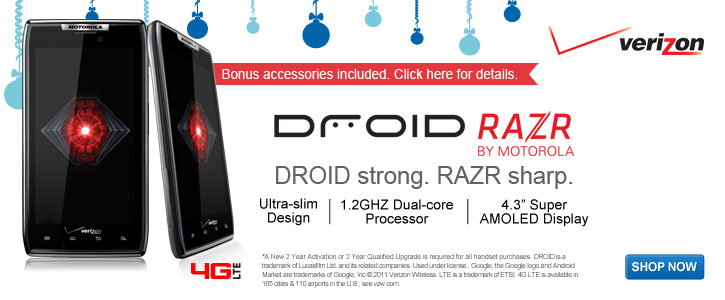 MOTOROLA
verizon
verizon
Bonus accessories included. Click here for details.
DROID RAZR
BY MOTOROLA
DROID strong. RAZR sharp.
Ultra-slim
Design
1.2GHZ Dual-core
Processor
4.3" Super
AMOLED Display
4G LTE
*A New 2 Year Activation or 2 Year Qualified Upgrade is required for all handset purchases. DROID is a
trademark of Lucasfilm Ltd. and its related companies. Used under license. Google, the Google logo and Android
Market are trademarks of Google, Inc. © 2011 Verizon Wireless. LTE is a trademark of ETSI. 4G LTE is available in
165 cities & 110 airports in the U.S.; see vzw.com.
SHOP NOW